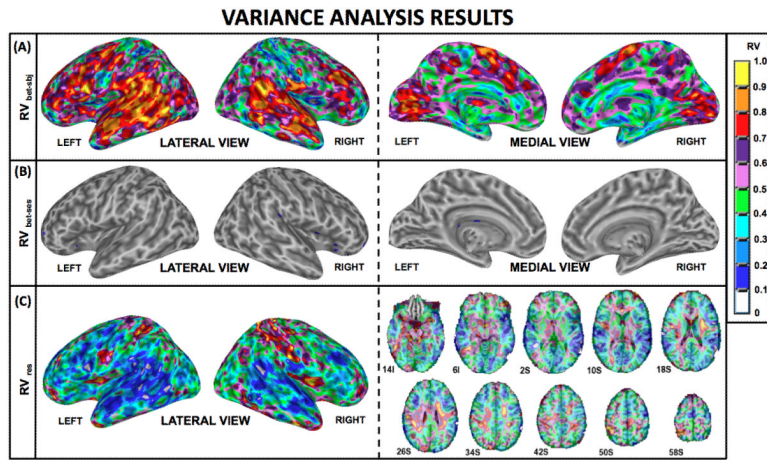 VARIANCE ANALYSIS RESULTS
(A)
RV bet-sbj
LEFT
LATERAL VIEW
RIGHT
LEFT
MEDIAL VIEW
RIGHT
RV
1.0
0.9
0.8
0.7
0.6
0.5
0.4
0.3
0.2
0.1
0
(B)
RV bet-ses
LEFT
LATERAL VIEW
RIGHT
LEFT
MEDIAL VIEW
RIGHT
(C)
RV res
LEFT
LATERAL VIEW
RIGHT
14I 6I 2S 10S 18S
26S 34S 42S 50S 58S